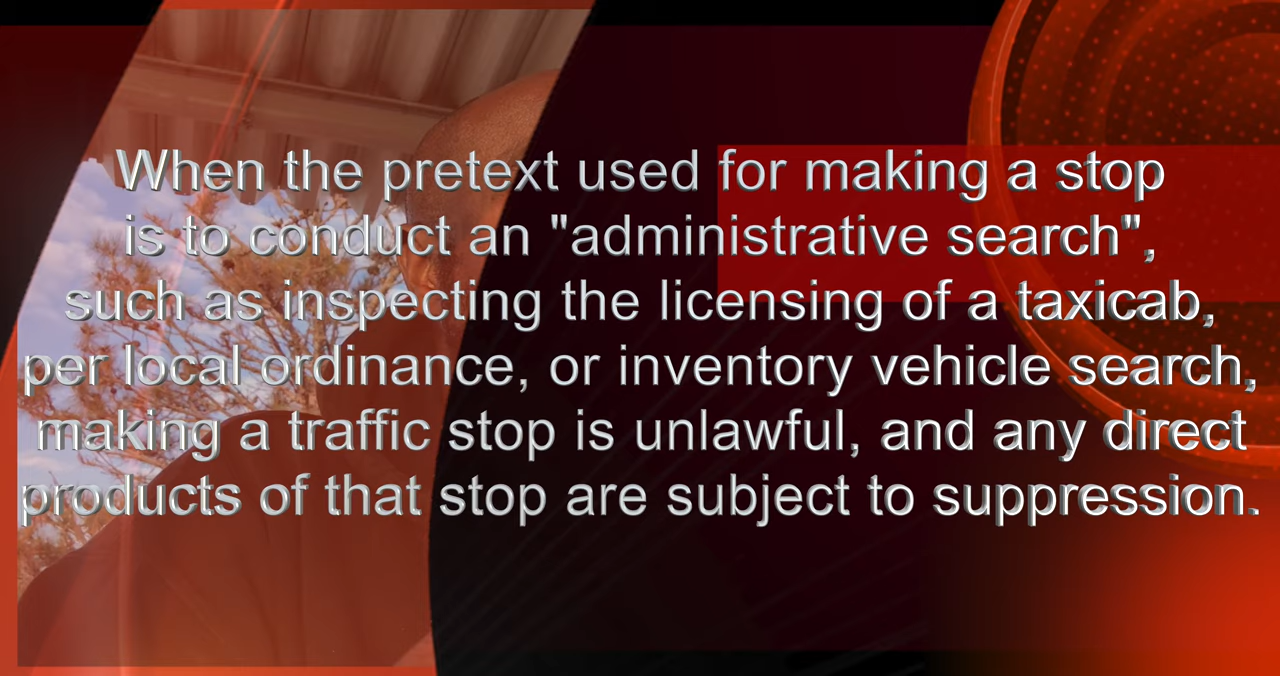 When the pretext used for making a stop
is to conduct an "administrative search",
such as inspecting the licensing of a taxicab,
per local ordinance, or inventory vehicle search,
making a traffic stop is unlawful, and any direct
products of that stop are subject to suppression.